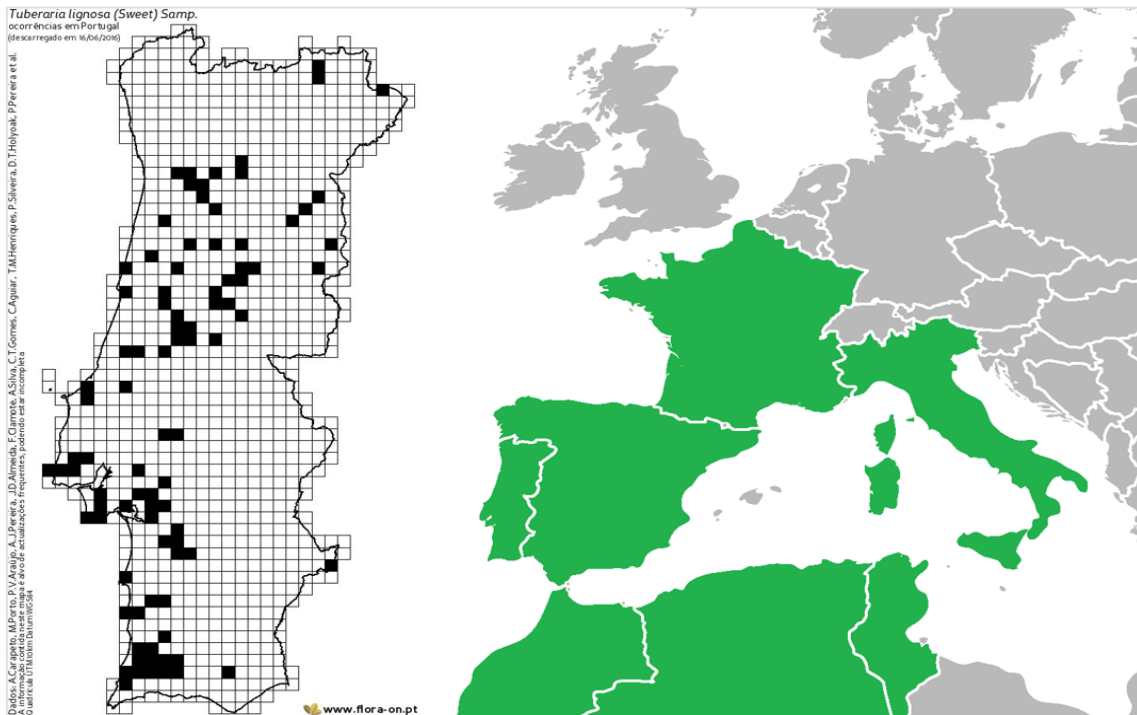 Tuberaria lignosa (Sweet) Samp.
ocorrências em Portugal
(descarregado em 16/06/2016)
Dados: A.Carapeto, M.Porto, P.V.Araújo, A.J.Pereira, J.D.Almeida, F.Clamote, A.Silva, C.T.Gomes, C.Aguiar, T.M.Henriques, P.Silveira, D.T.Holyoak, P.Pereira et al.
A informação contida neste mapa é alvo de actualizações frequentes, podendo estar incompleta
Quadrícula UTM 10km Datum WGS84
www.flora-on.pt